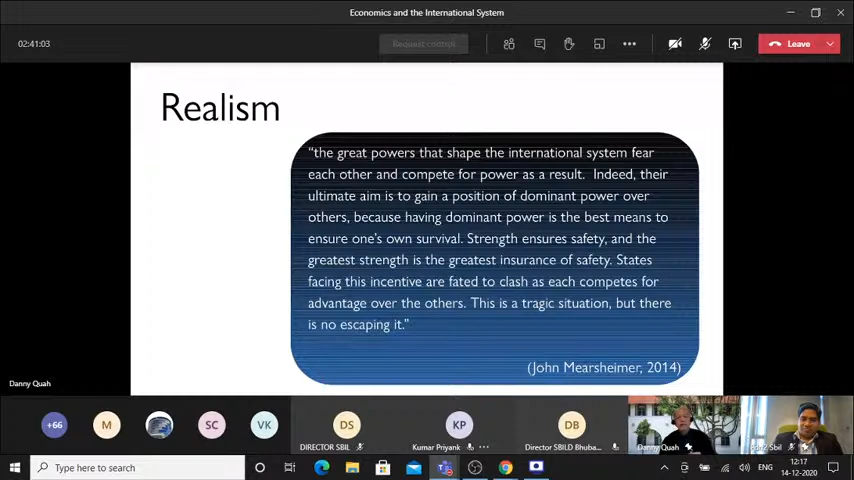 Economics and the International System
02:41:03
Request control
Leave
Realism
“the great powers that shape the international system fear
each other and compete for power as a result. Indeed, their
ultimate aim is to gain a position of dominant power over
others, because having dominant power is the best means to
ensure one's own survival. Strength ensures safety, and the
greatest strength is the greatest insurance of safety. States
facing this incentive are fated to clash as each competes for
advantage over the others. This is a tragic situation, but there
is no escaping it.”
(John Mearsheimer, 2014)
Danny Quah
+66
M
SC
VK
DS
KP
DB
DIRECTOR SBIL
Kumar Priyank
Director SBILD Bhuba...
Danny Quah
Sbil
Type here to search
ENG
12:17
14-12-2020